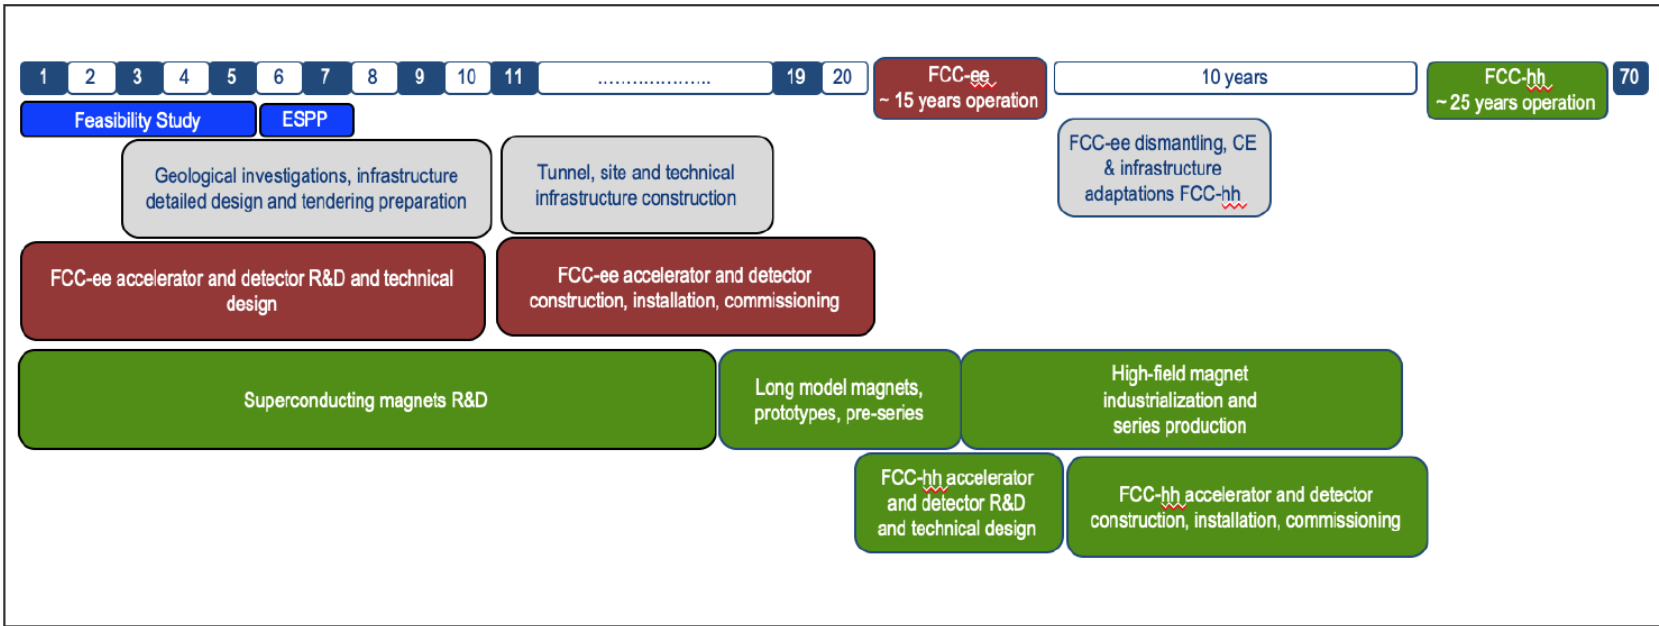 1 2 3 4 5 6 7 8 9 10 11 ................... 19 20
FCC-ee
~ 15 years operation
10 years
FCC-hh
~ 25 years operation
70
Feasibility Study
ESPP
Geological investigations, infrastructure
detailed design and tendering preparation
Tunnel, site and technical
infrastructure construction
FCC-ee dismantling, CE
& infrastructure
adaptations FCC-hh
FCC-ee accelerator and detector R&D and technical
design
FCC-ee accelerator and detector
construction, installation, commissioning
Superconducting magnets R&D
Long model magnets,
prototypes, pre-series
High-field magnet
industrialization and
series production
FCC-hh accelerator
and detector R&D
and technical design
FCC-hh accelerator and detector
construction, installation, commissioning